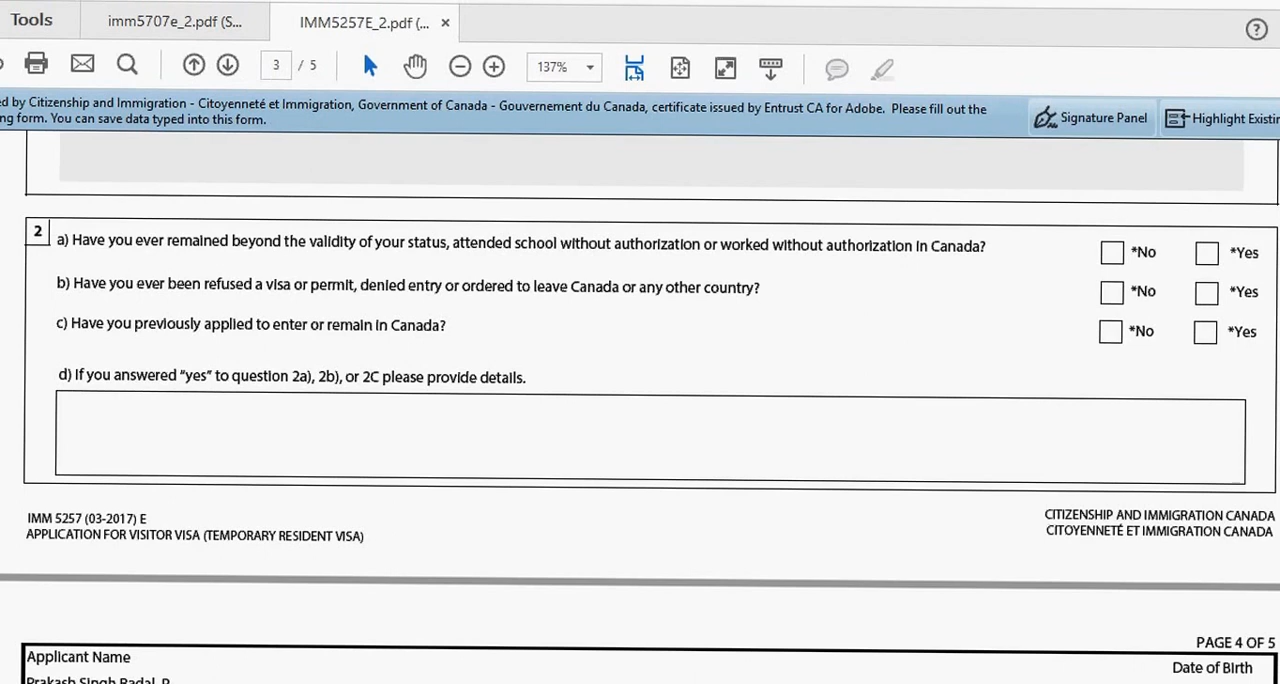 Tools
imm5707e_2.pdf (S...
IMM5257E_2.pdf (... ×
3 / 5
137%
ed by Citizenship and Immigration - Citoyenneté et Immigration, Government of Canada - Gouvernement du Canada, certificate issued by Entrust CA for Adobe. Please fill out the
ng form. You can save data typed into this form.
Signature Panel
Highlight Existin
2
a) Have you ever remained beyond the validity of your status, attended school without authorization or worked without authorization in Canada?
*No *Yes
b) Have you ever been refused a visa or permit, denied entry or ordered to leave Canada or any other country?
*No *Yes
c) Have you previously applied to enter or remain in Canada?
*No *Yes
d) If you answered "yes" to question 2a), 2b), or 2C please provide details.
IMM 5257 (03-2017) E
APPLICATION FOR VISITOR VISA (TEMPORARY RESIDENT VISA)
CITIZENSHIP AND IMMIGRATION CANADA
CITOYENNETÉ ET IMMIGRATION CANADA
PAGE 4 OF 5
Applicant Name
Date of Birth
Prakash Singh Badal, P